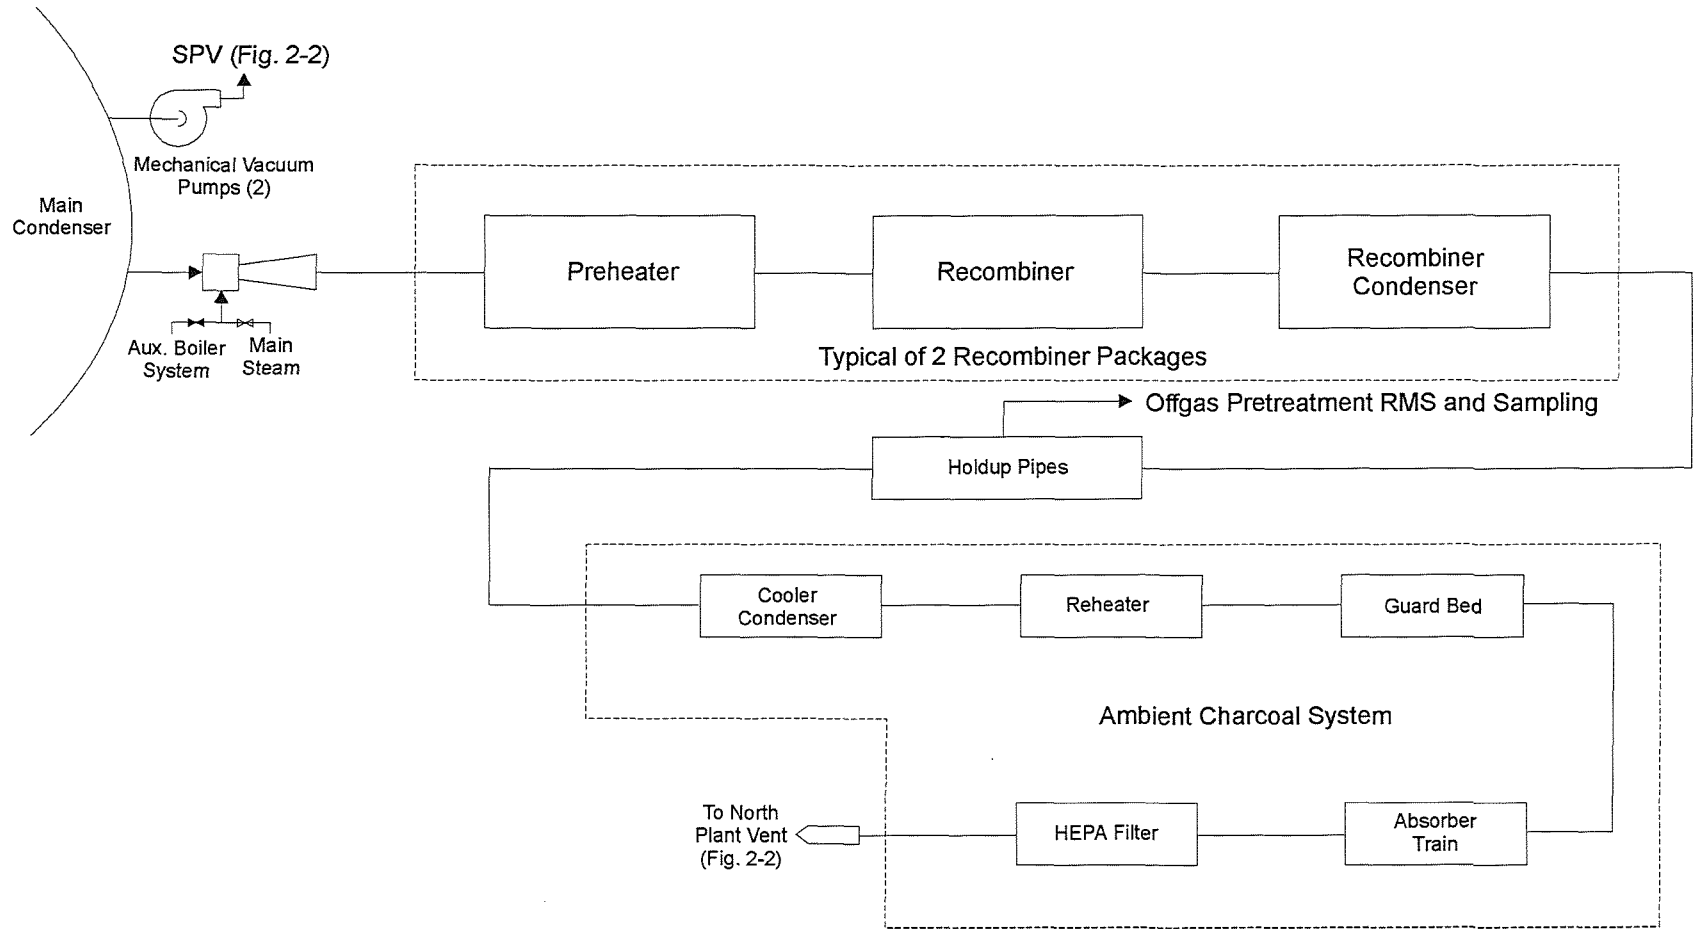 SPV (Fig. 2-2)
Mechanical Vacuum
Pumps (2)
Main
Condenser
Aux. Boiler
System
Main
Steam
Preheater
Recombiner
Recombiner
Condenser
Typical of 2 Recombiner Packages
Offgas Pretreatment RMS and Sampling
Holdup Pipes
Cooler
Condenser
Reheater
Guard Bed
Ambient Charcoal System
To North
Plant Vent
(Fig. 2-2)
HEPA Filter
Absorber
Train